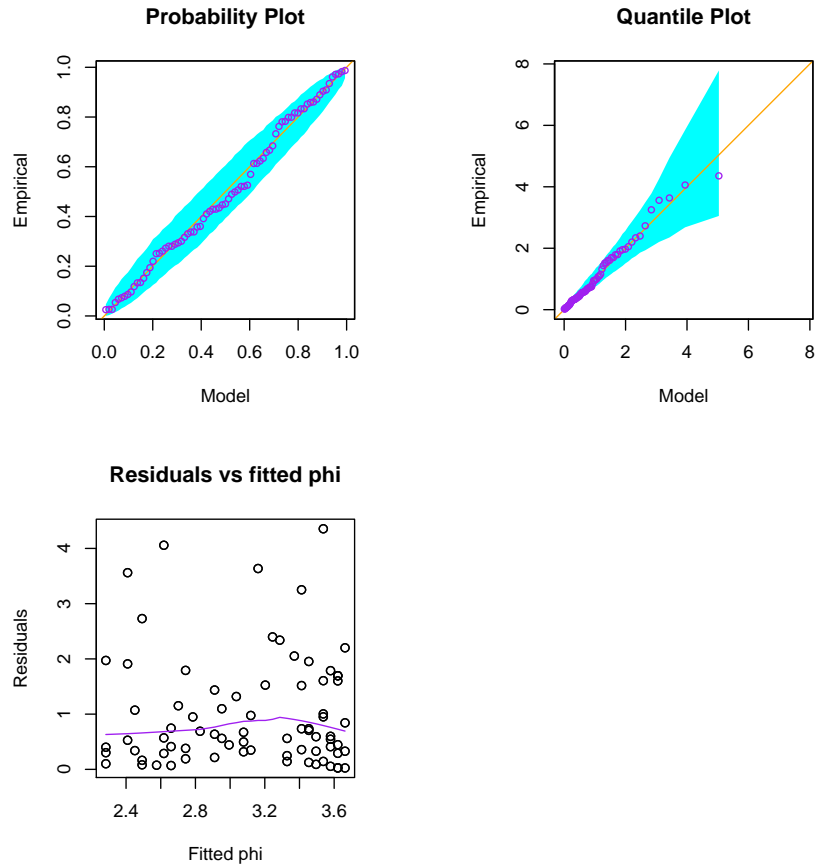 Probability Plot
Empirical
1.0
0.8
0.6
0.4
0.2
0.0
0.0 0.2 0.4 0.6 0.8 1.0
Model
Quantile Plot
Empirical
8
6
4
2
0
0 2 4 6 8
Model
Residuals vs fitted phi
Residuals
4
3
2
1
0
2.4 2.8 3.2 3.6
Fitted phi